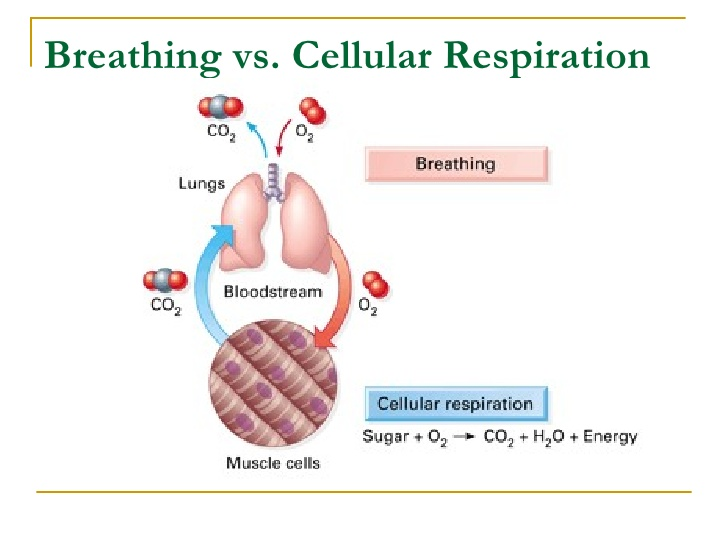 Breathing vs. Cellular Respiration
CO₂
O₂
Breathing
Lungs
CO₂
Bloodstream
O₂
Cellular respiration
Sugar + O₂ → CO₂ + H₂O + Energy
Muscle cells